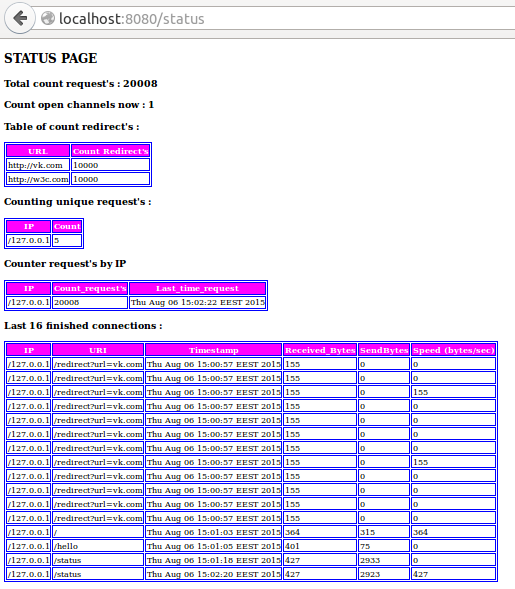 localhost:8080/status
STATUS PAGE
Total count request's : 20008
Count open channels now : 1
Table of count redirect's :
URL Count Redirect's
http://vk.com 10000
http://w3c.com 10000
Counting unique request's :
IP Count
/127.0.0.1 5
Counter request's by IP
IP Count_request's Last_time_request
/127.0.0.1 20008 Thu Aug 06 15:02:22 EEST 2015
Last 16 finished connections :
IP URI Timestamp Received_Bytes SendBytes Speed (bytes/sec)
/127.0.0.1 /redirect?url=vk.com Thu Aug 06 15:00:57 EEST 2015 155 0 0
/127.0.0.1 /redirect?url=vk.com Thu Aug 06 15:00:57 EEST 2015 155 0 0
/127.0.0.1 /redirect?url=vk.com Thu Aug 06 15:00:57 EEST 2015 155 0 155
/127.0.0.1 /redirect?url=vk.com Thu Aug 06 15:00:57 EEST 2015 155 0 0
/127.0.0.1 /redirect?url=vk.com Thu Aug 06 15:00:57 EEST 2015 155 0 0
/127.0.0.1 /redirect?url=vk.com Thu Aug 06 15:00:57 EEST 2015 155 0 0
/127.0.0.1 /redirect?url=vk.com Thu Aug 06 15:00:57 EEST 2015 155 0 0
/127.0.0.1 /redirect?url=vk.com Thu Aug 06 15:00:57 EEST 2015 155 0 155
/127.0.0.1 /redirect?url=vk.com Thu Aug 06 15:00:57 EEST 2015 155 0 0
/127.0.0.1 /redirect?url=vk.com Thu Aug 06 15:00:57 EEST 2015 155 0 0
/127.0.0.1 /redirect?url=vk.com Thu Aug 06 15:00:57 EEST 2015 155 0 0
/127.0.0.1 /redirect?url=vk.com Thu Aug 06 15:00:57 EEST 2015 155 0 0
/127.0.0.1 / Thu Aug 06 15:01:03 EEST 2015 364 315 364
/127.0.0.1 /hello Thu Aug 06 15:01:05 EEST 2015 401 75 0
/127.0.0.1 /status Thu Aug 06 15:01:18 EEST 2015 427 2933 0
/127.0.0.1 /status Thu Aug 06 15:02:20 EEST 2015 427 2923 427